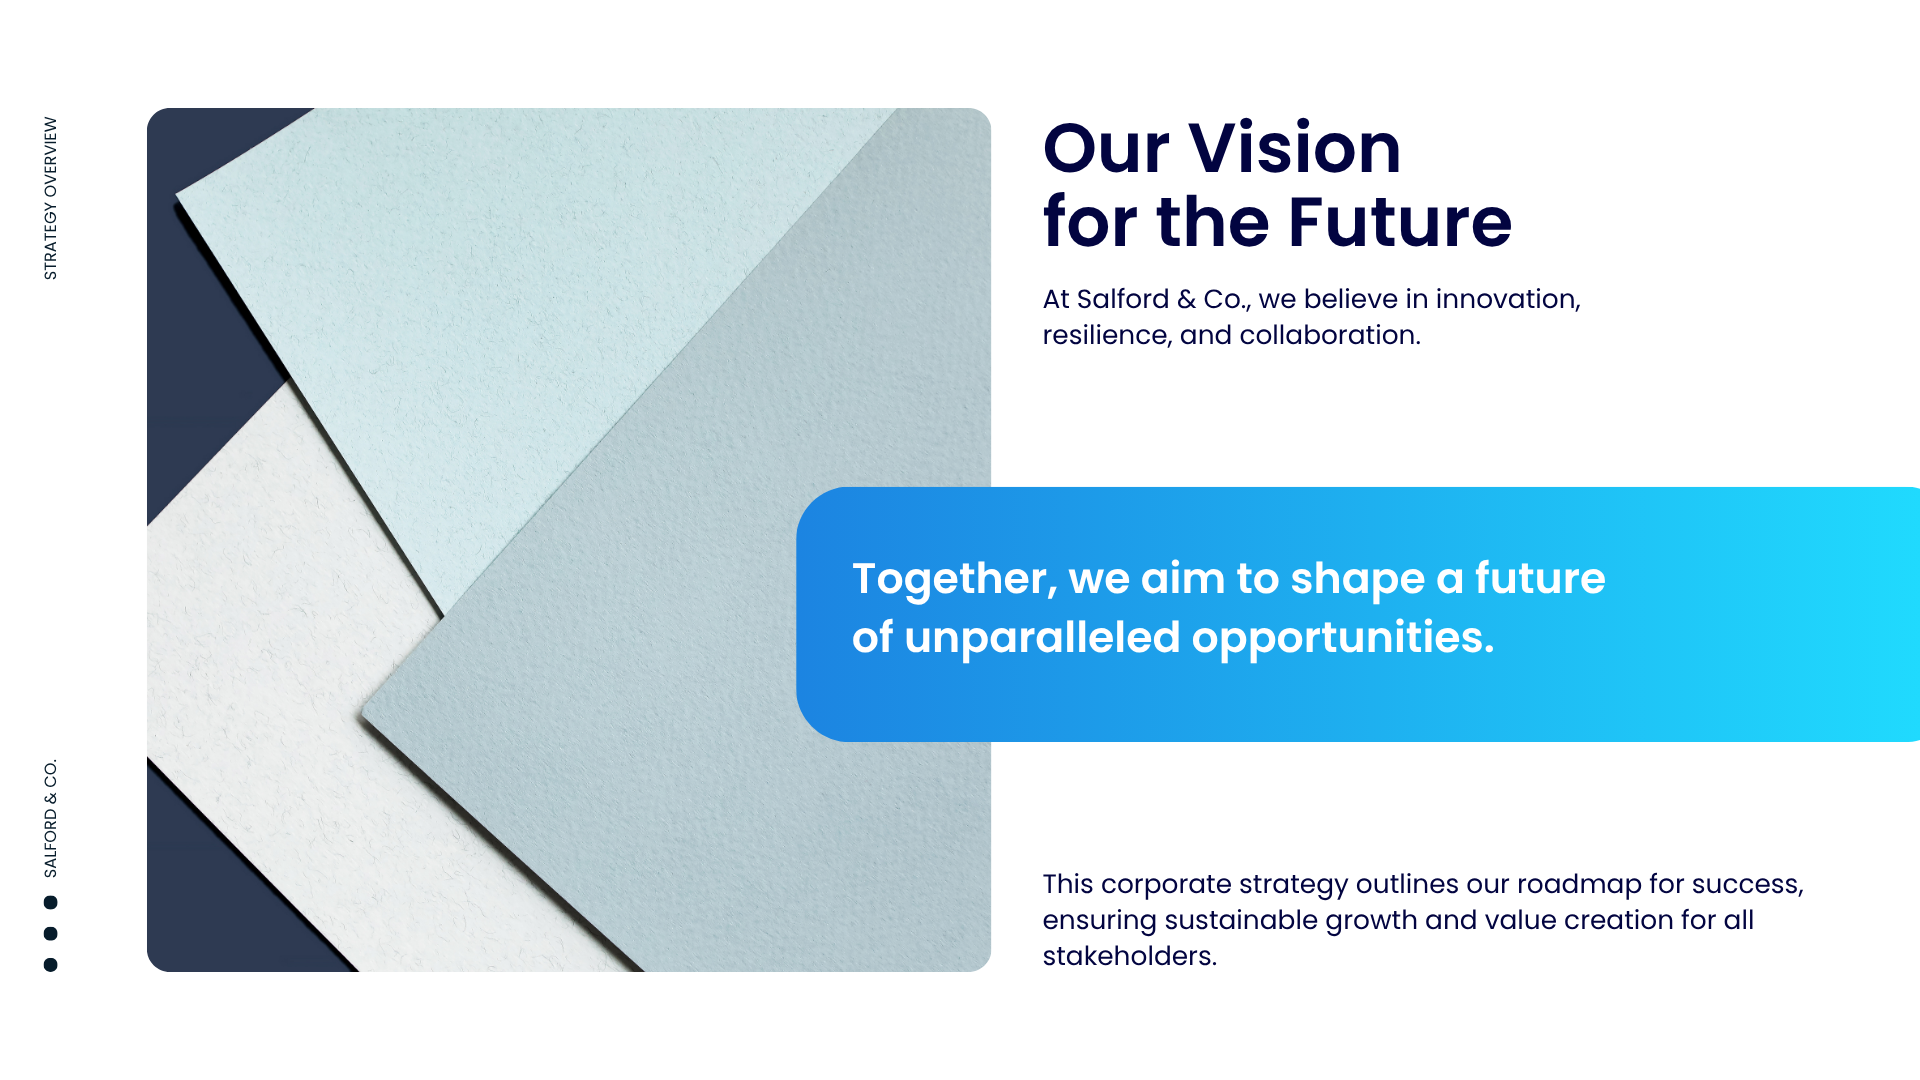 STRATEGY OVERVIEW
SALFORD & CO.
Our Vision
for the Future
At Salford & Co., we believe in innovation,
resilience, and collaboration.
Together, we aim to shape a future
of unparalleled opportunities.
This corporate strategy outlines our roadmap for success,
ensuring sustainable growth and value creation for all
stakeholders.